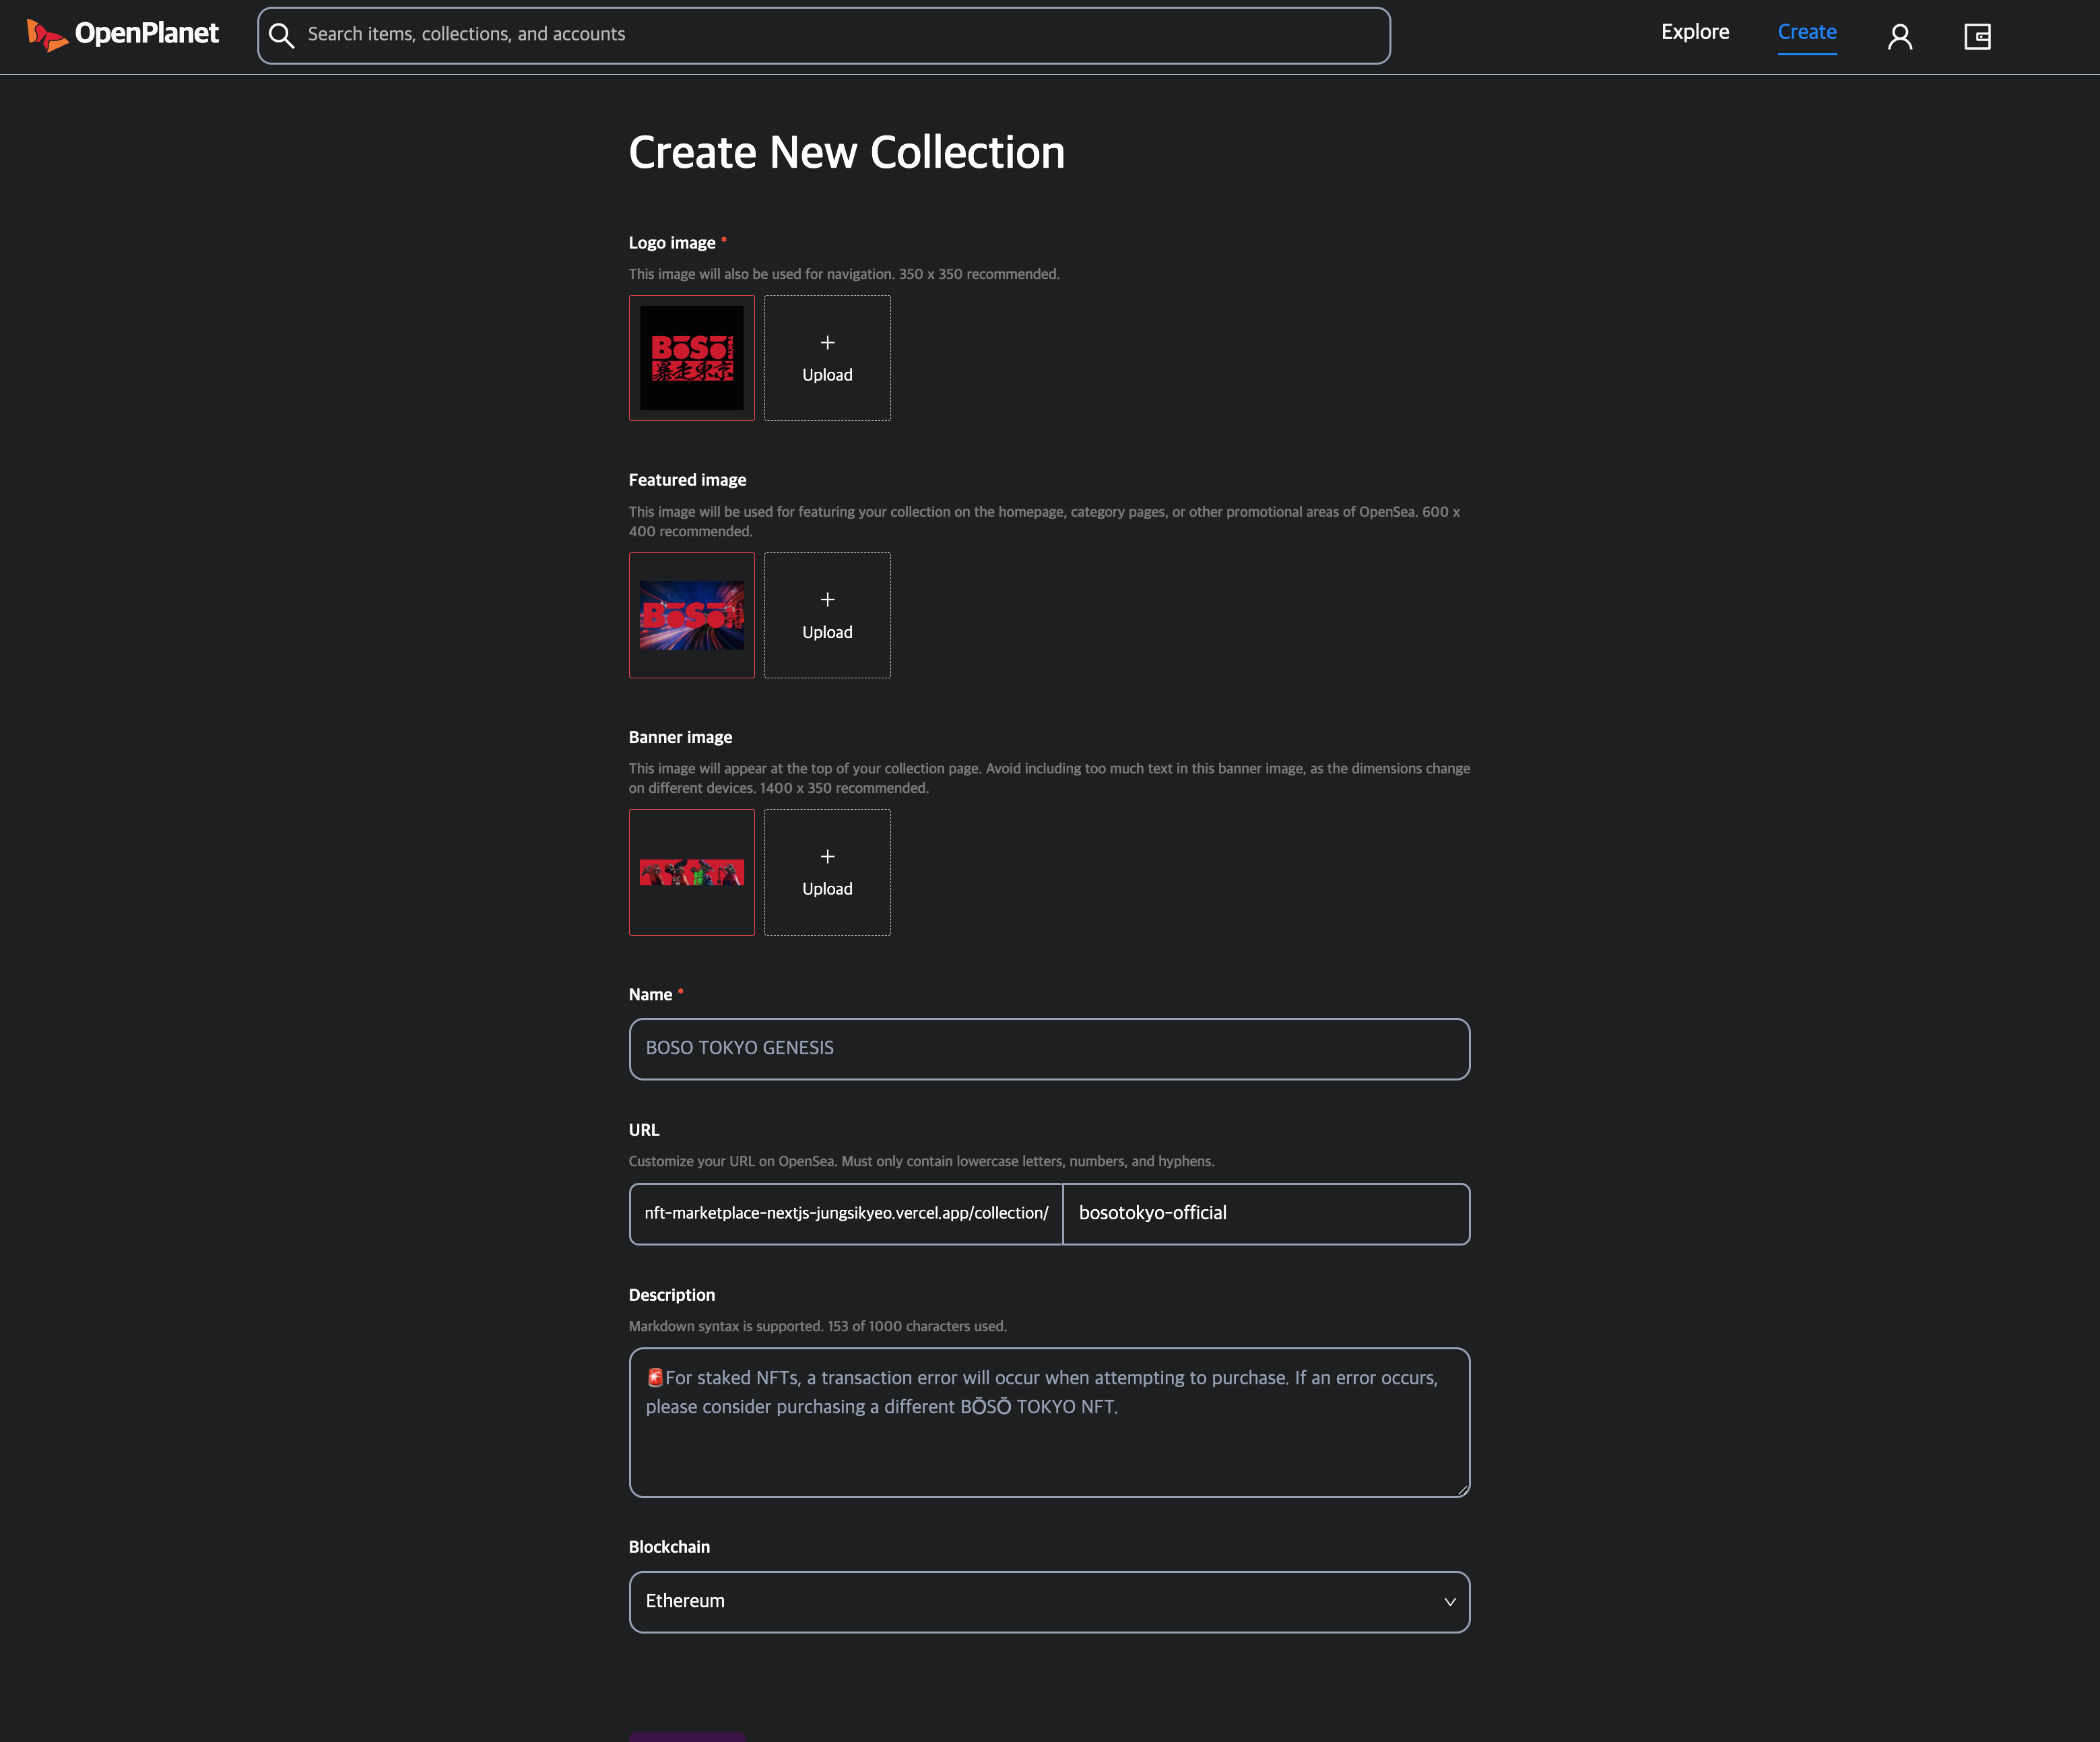 OpenPlanet
Search items, collections, and accounts
Explore
Create
Create New Collection
Logo image *
This image will also be used for navigation. 350 x 350 recommended.
BōSō
TOKYO
暴走東京
+
Upload
Featured image
This image will be used for featuring your collection on the homepage, category pages, or other promotional areas of OpenSea. 600 x
400 recommended.
BōSō
+
Upload
Banner image
This image will appear at the top of your collection page. Avoid including too much text in this banner image, as the dimensions change
on different devices. 1400 x 350 recommended.
+
Upload
Name *
BOSO TOKYO GENESIS
URL
Customize your URL on OpenSea. Must only contain lowercase letters, numbers, and hyphens.
nft-marketplace-nextjs-jungsikyeo.vercel.app/collection/
bosotokyo-official
Description
Markdown syntax is supported. 153 of 1000 characters used.
🚨For staked NFTs, a transaction error will occur when attempting to purchase. If an error occurs,
please consider purchasing a different BŌSŌ TOKYO NFT.
Blockchain
Ethereum